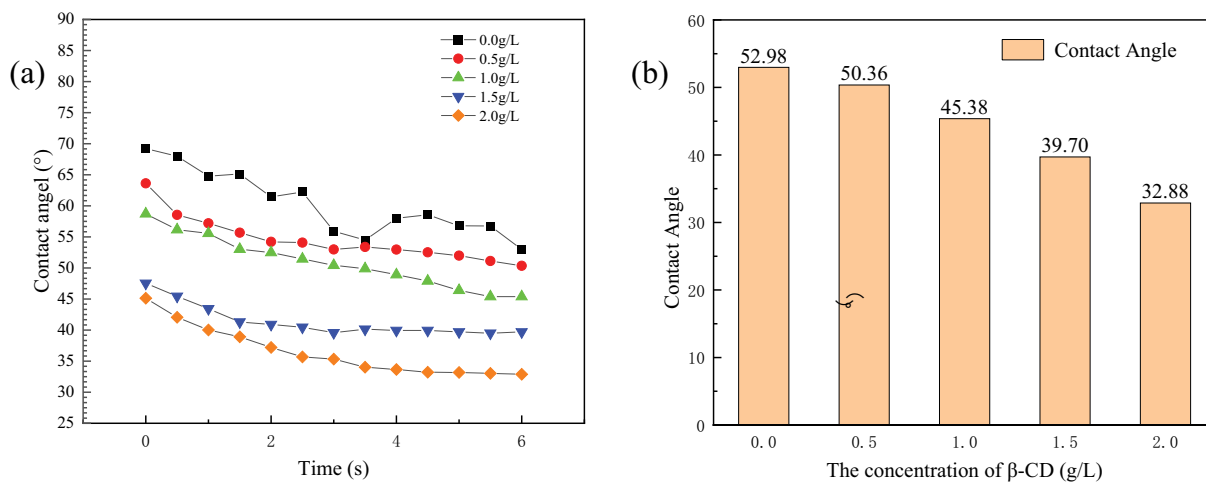 (a)
90
85
80
75
70
65
60
55
50
45
40
35
30
25
Contact angel (°)
0.0g/L
0.5g/L
1.0g/L
1.5g/L
2.0g/L
0 2 4 6
Time (s)
(b)
60
50
40
30
20
10
0
Contact Angle
Contact Angle
52.98
50.36
45.38
39.70
32.88
0.0 0.5 1.0 1.5 2.0
The concentration of β-CD (g/L)